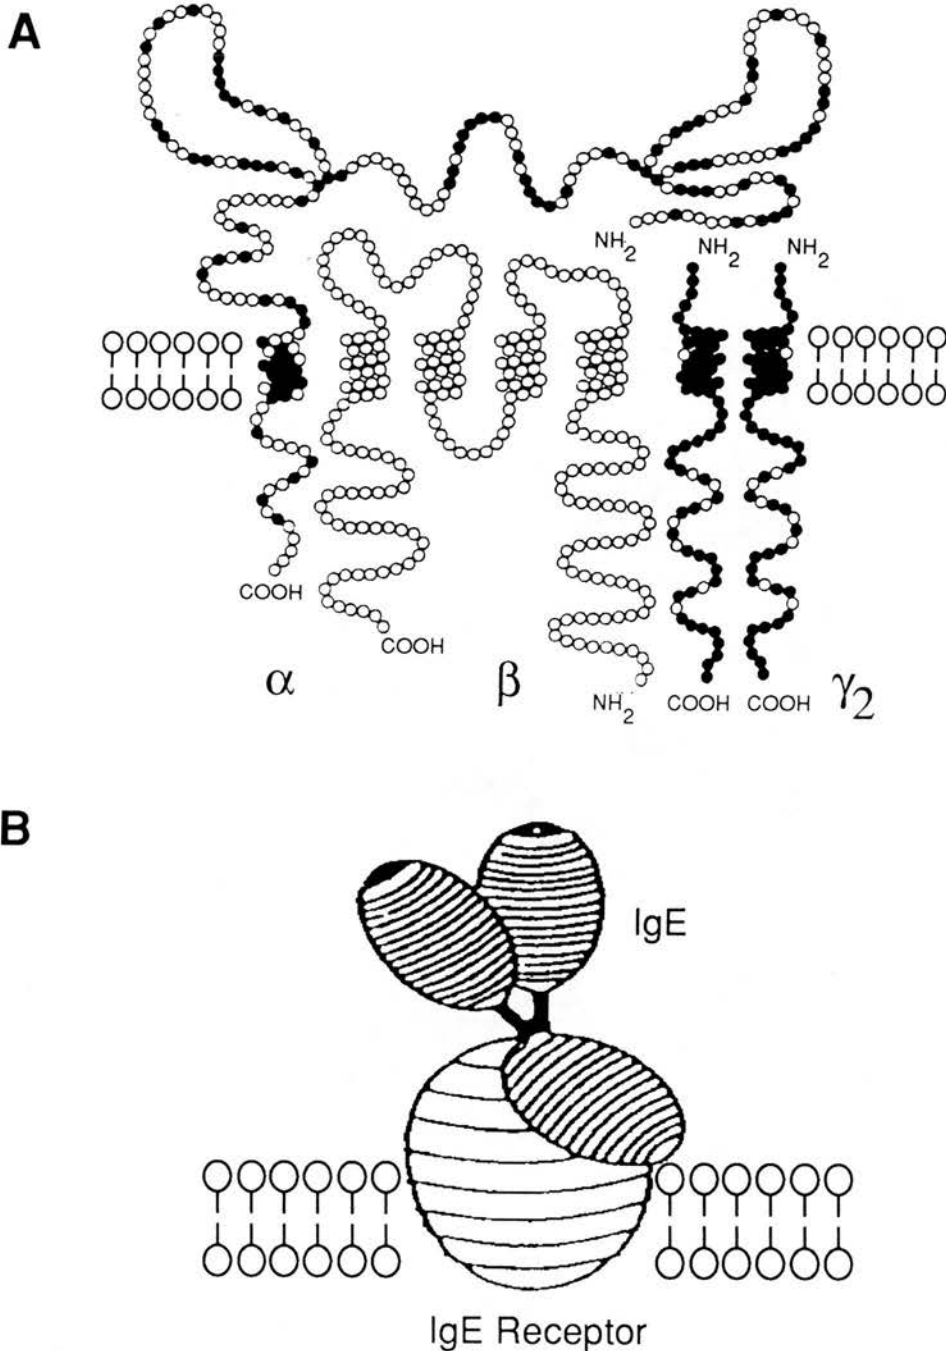 A
NH2
NH2
NH2
COOH
COOH
NH2
COOH
COOH
α
β
γ2
B
IgE
IgE Receptor